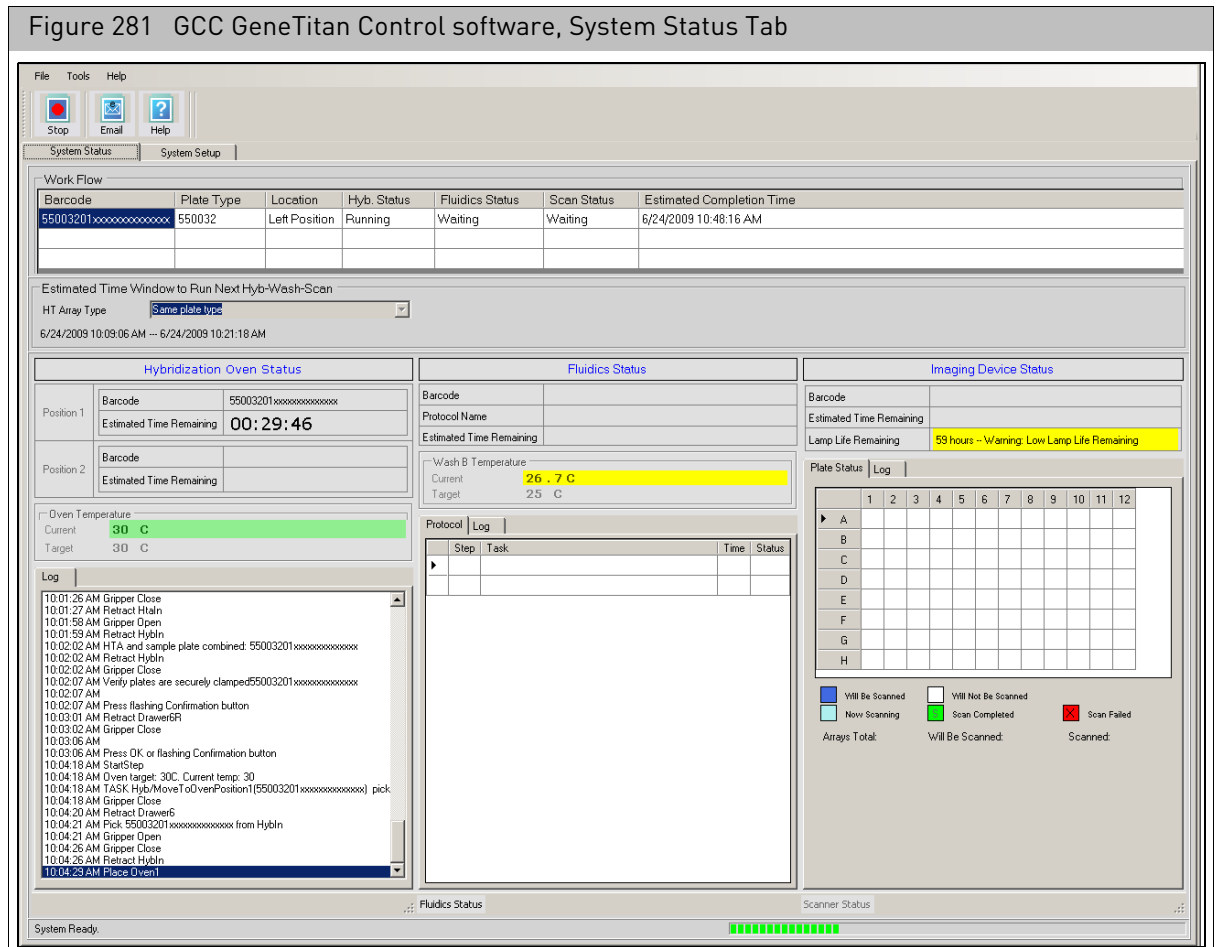 Figure 281 GCC GeneTitan Control software, System Status Tab
File Tools Help
Stop Email Help
System Status System Setup
Work Flow
Barcode Plate Type Location Hyb. Status Fluidics Status Scan Status Estimated Completion Time
55003201xxxxxxxxxxxxxx 550032 Left Position Running Waiting Waiting 6/24/2009 10:48:16 AM
Estimated Time Window to Run Next Hyb-Wash-Scan
HT Array Type Same plate type
6/24/2009 10:09:06 AM --- 6/24/2009 10:21:18 AM
Hybridization Oven Status
Position 1
Barcode 55003201xxxxxxxxxxxxxx
Estimated Time Remaining 00:29:46
Position 2
Barcode
Estimated Time Remaining
Oven Temperature
Current 30 C
Target 30 C
Log
10:01:26 AM Gripper Close
10:01:27 AM Retract HtaIn
10:01:58 AM Gripper Open
10:01:59 AM Retract HybIn
10:02:02 AM HTA and sample plate combined: 55003201xxxxxxxxxxxxxx
10:02:02 AM Retract HybIn
10:02:02 AM Gripper Close
10:02:07 AM Verify plates are securely clamped55003201xxxxxxxxxxxxxx
10:02:07 AM
10:02:07 AM Press flashing Confirmation button
10:03:01 AM Retract Drawer6R
10:03:02 AM Gripper Close
10:03:06 AM
10:03:06 AM Press OK or flashing Confirmation button
10:04:18 AM StartStep
10:04:18 AM Oven target: 30C. Current temp: 30
10:04:18 AM TASK Hyb/MoveToOvenPosition1(55003201xxxxxxxxxxxxxx) pick
10:04:18 AM Gripper Close
10:04:20 AM Retract Drawer6
10:04:21 AM Pick 55003201xxxxxxxxxxxxxx from HybIn
10:04:21 AM Gripper Open
10:04:26 AM Gripper Close
10:04:26 AM Retract HybIn
10:04:29 AM Place Oven1
Fluidics Status
Barcode
Protocol Name
Estimated Time Remaining
Wash B Temperature
Current 26.7 C
Target 25 C
Protocol Log
Step Task Time Status
Fluidics Status
Imaging Device Status
Barcode
Estimated Time Remaining
Lamp Life Remaining 59 hours -- Warning: Low Lamp Life Remaining
Plate Status Log
1 2 3 4 5 6 7 8 9 10 11 12
A
B
C
D
E
F
G
H
Will Be Scanned Will Not Be Scanned
Now Scanning S Scan Completed X Scan Failed
Arrays Total: Will Be Scanned: Scanned:
Scanner Status
System Ready.